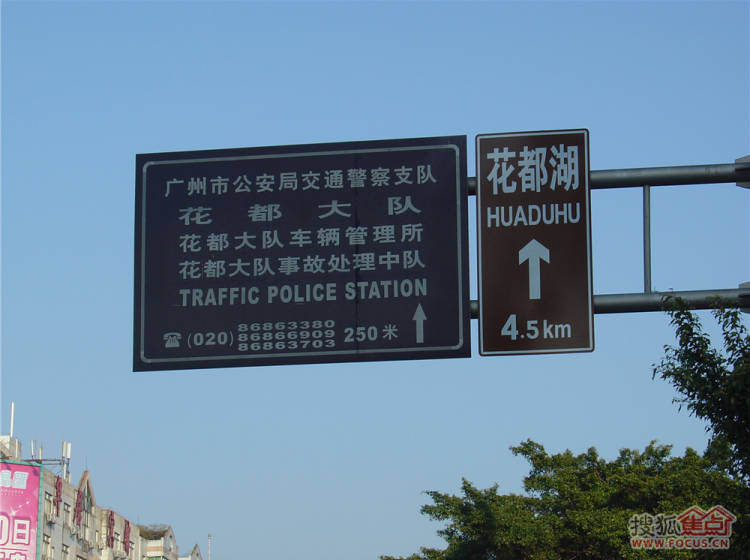 广州市公安局交通警察支队
花都大队
花都大队车辆管理所
花都大队事故处理中队
TRAFFIC POLICE STATION
☎(020) 86863380
86866909
86863703
250米
花都湖
HUADUHU
4.5km
0日
搜狐焦点
WWW.FOCUS.CN